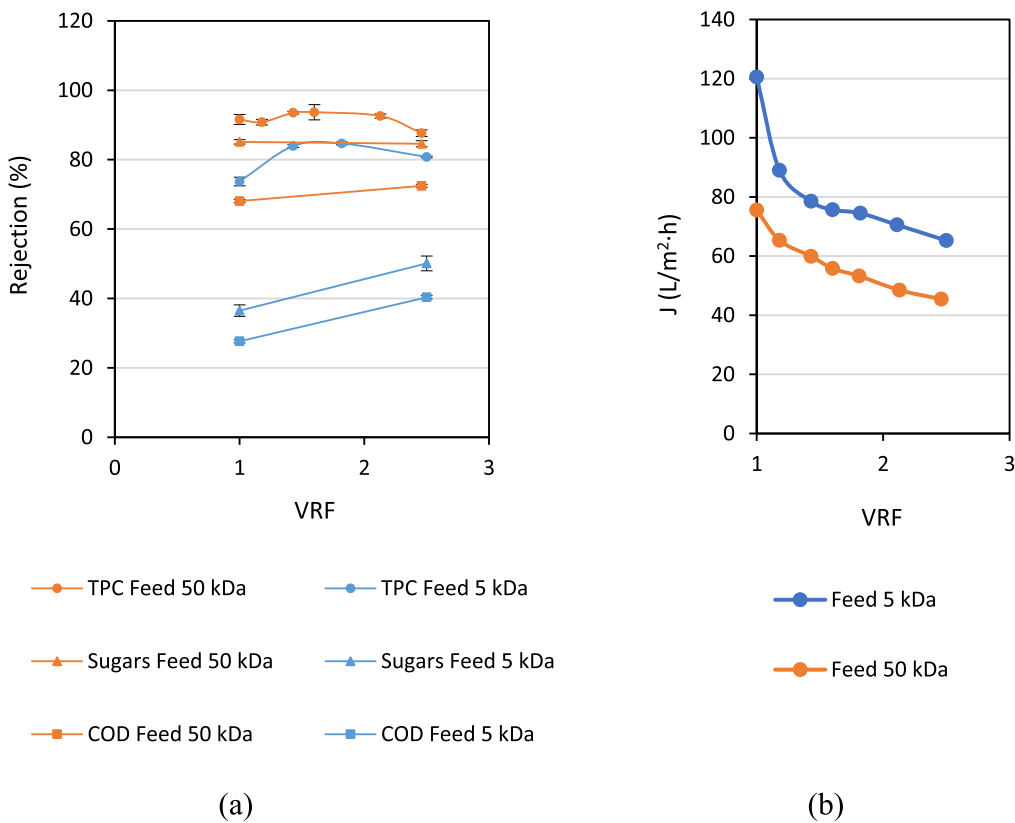 120
100
80
60
40
20
0
0 1 2 3
Rejection (%)
VRF
TPC Feed 50 kDa
TPC Feed 5 kDa
Sugars Feed 50 kDa
Sugars Feed 5 kDa
COD Feed 50 kDa
COD Feed 5 kDa
(a)
140
120
100
80
60
40
20
0
1 2 3
J (L/m²·h)
VRF
Feed 5 kDa
Feed 50 kDa
(b)